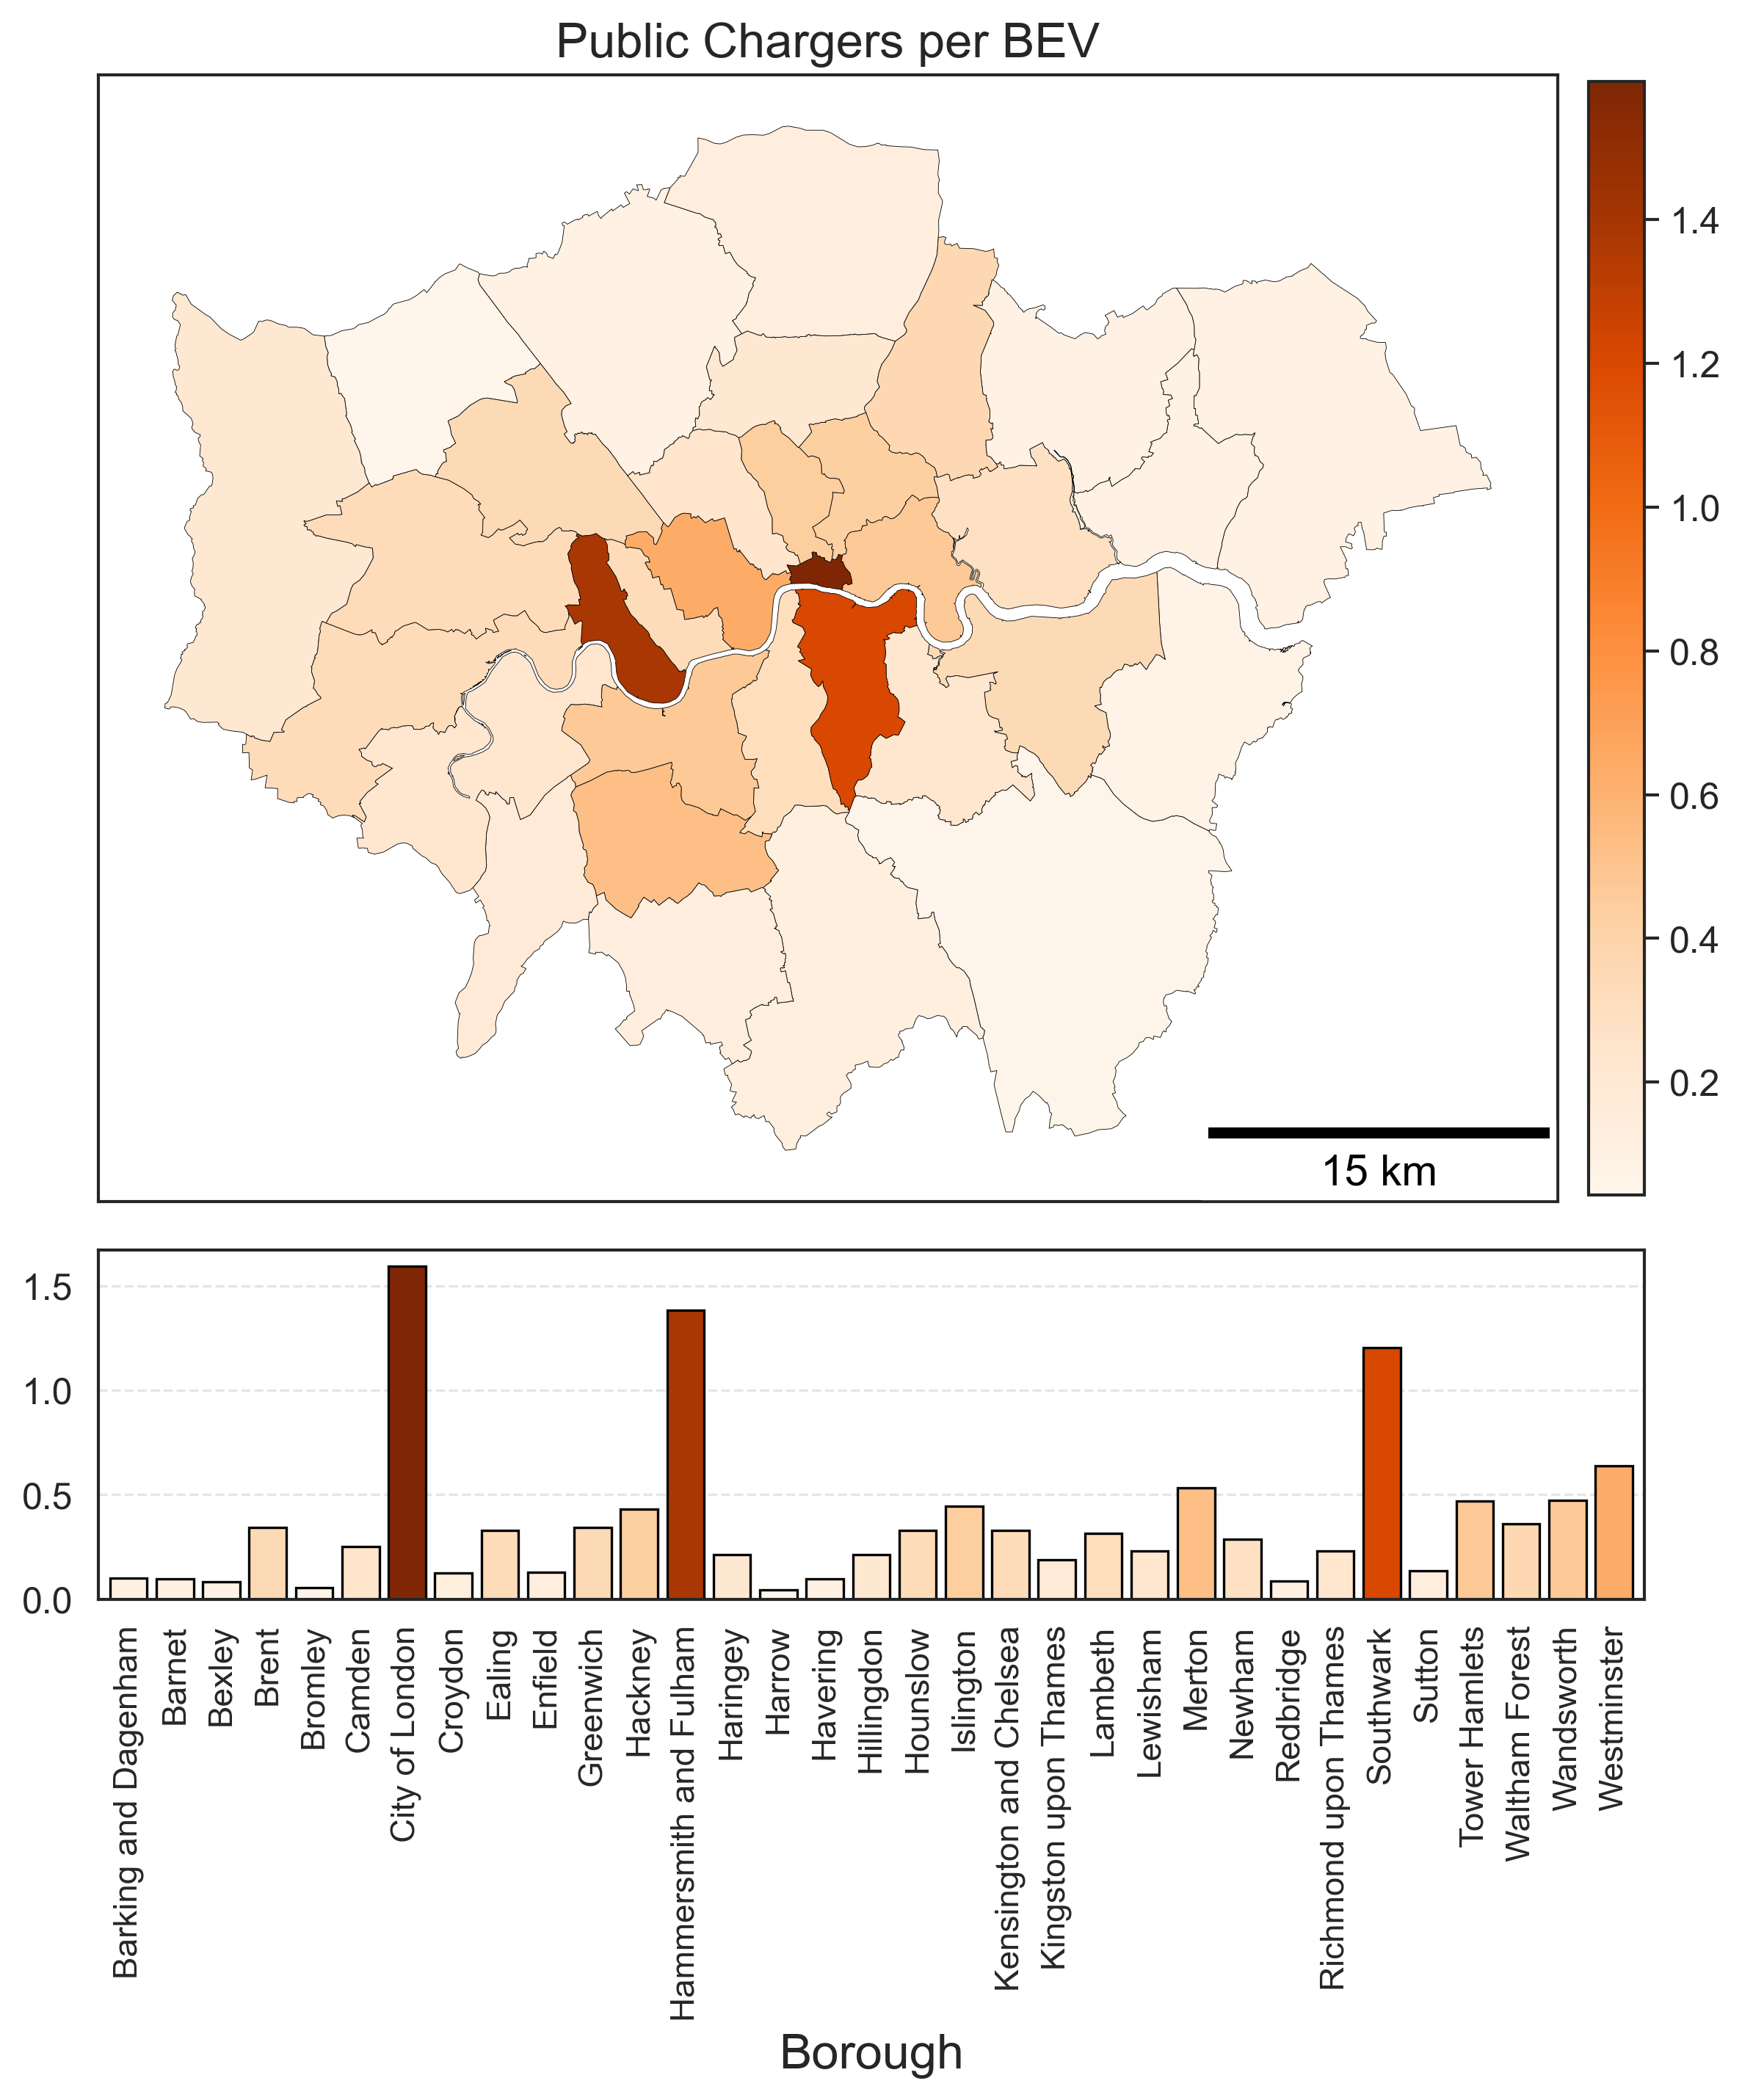 Public Chargers per BEV
1.4
1.2
1.0
0.8
0.6
0.4
0.2
15 km
1.5
1.0
0.5
0.0
Barking and Dagenham
Barnet
Bexley
Brent
Bromley
Camden
City of London
Croydon
Ealing
Enfield
Greenwich
Hackney
Hammersmith and Fulham
Haringey
Harrow
Havering
Hillingdon
Hounslow
Islington
Kensington and Chelsea
Kingston upon Thames
Lambeth
Lewisham
Merton
Newham
Redbridge
Richmond upon Thames
Southwark
Sutton
Tower Hamlets
Waltham Forest
Wandsworth
Westminster
Borough